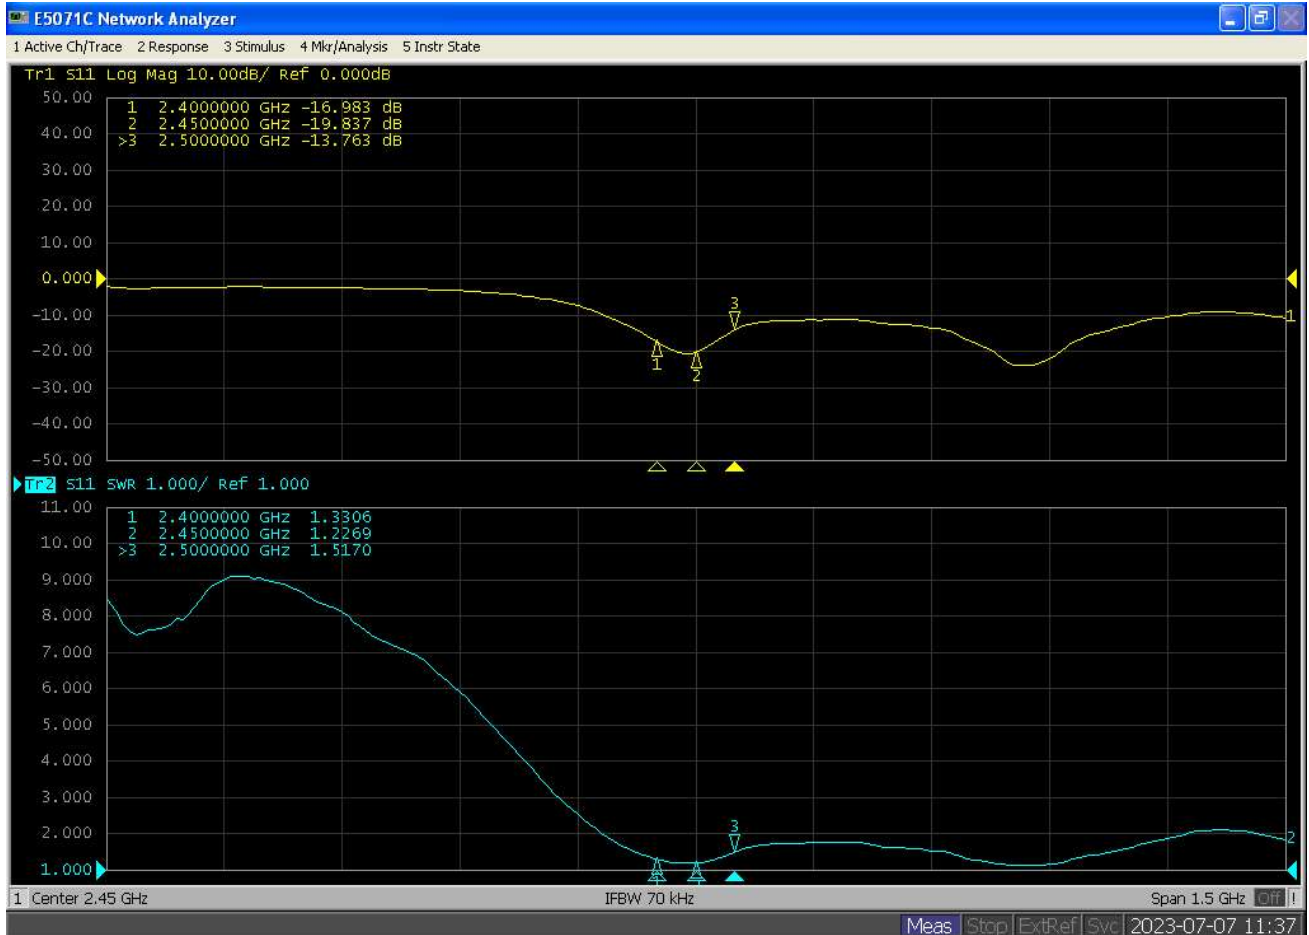 E5071C Network Analyzer
1 Active Ch/Trace 2 Response 3 Stimulus 4 Mkr/Analysis 5 Instr State
Tr1 S11 Log Mag 10.00dB/ Ref 0.000dB
50.00
1 2.4000000 GHz -16.983 dB
2 2.4500000 GHz -19.837 dB
40.00
>3 2.5000000 GHz -13.763 dB
30.00
20.00
10.00
0.000
3
-10.00
1
-20.00
1
2
-30.00
-40.00
-50.00
Tr2 S11 SWR 1.000/ Ref 1.000
11.00
1 2.4000000 GHz 1.3306
2 2.4500000 GHz 1.2269
10.00
>3 2.5000000 GHz 1.5170
9.000
8.000
7.000
6.000
5.000
4.000
3.000
2.000
3
2
1.000
1 Center 2.45 GHz IFBW 70 kHz Span 1.5 GHz Off !
Meas Stop ExtRef Svc 2023-07-07 11:37